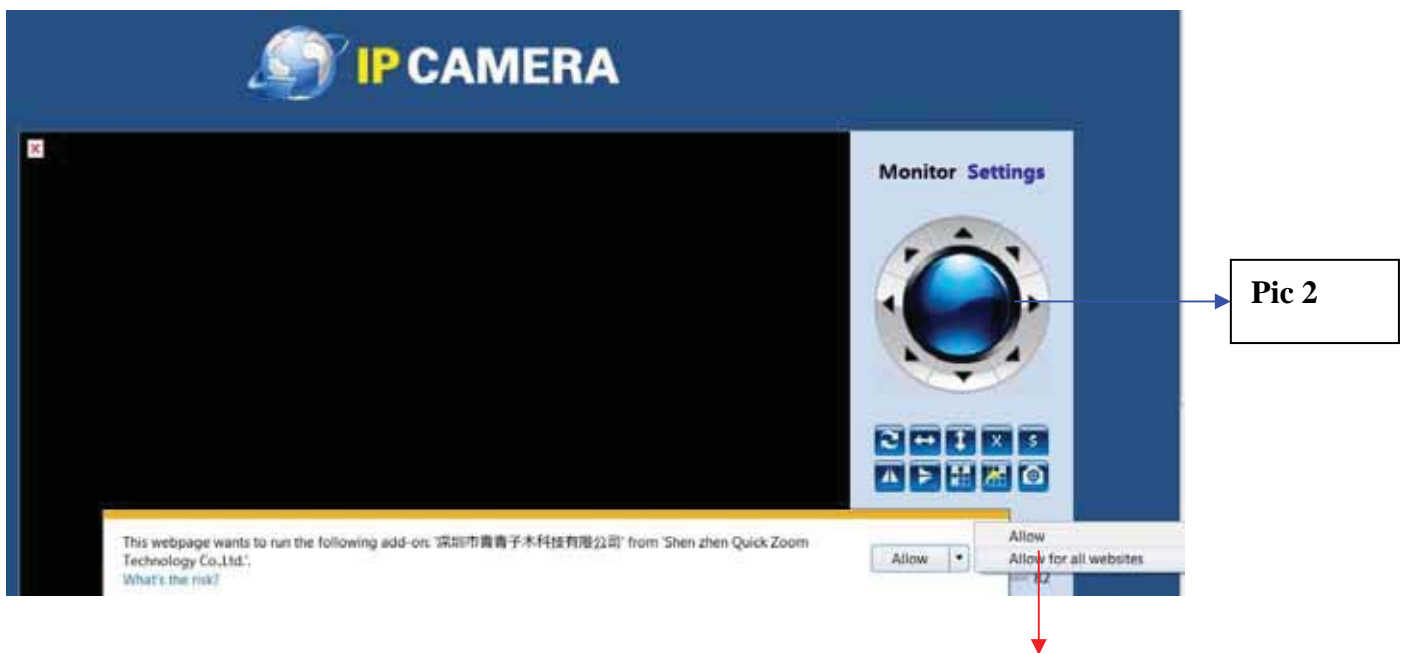 IP CAMERA
Monitor Settings
Pic 2
X S
This webpage wants to run the following add-on: '深圳市青青子木科技有限公司' from 'Shen zhen Quick Zoom
Technology Co.,Ltd.'.
What's the risk?
Allow
Allow
Allow for all websites
82